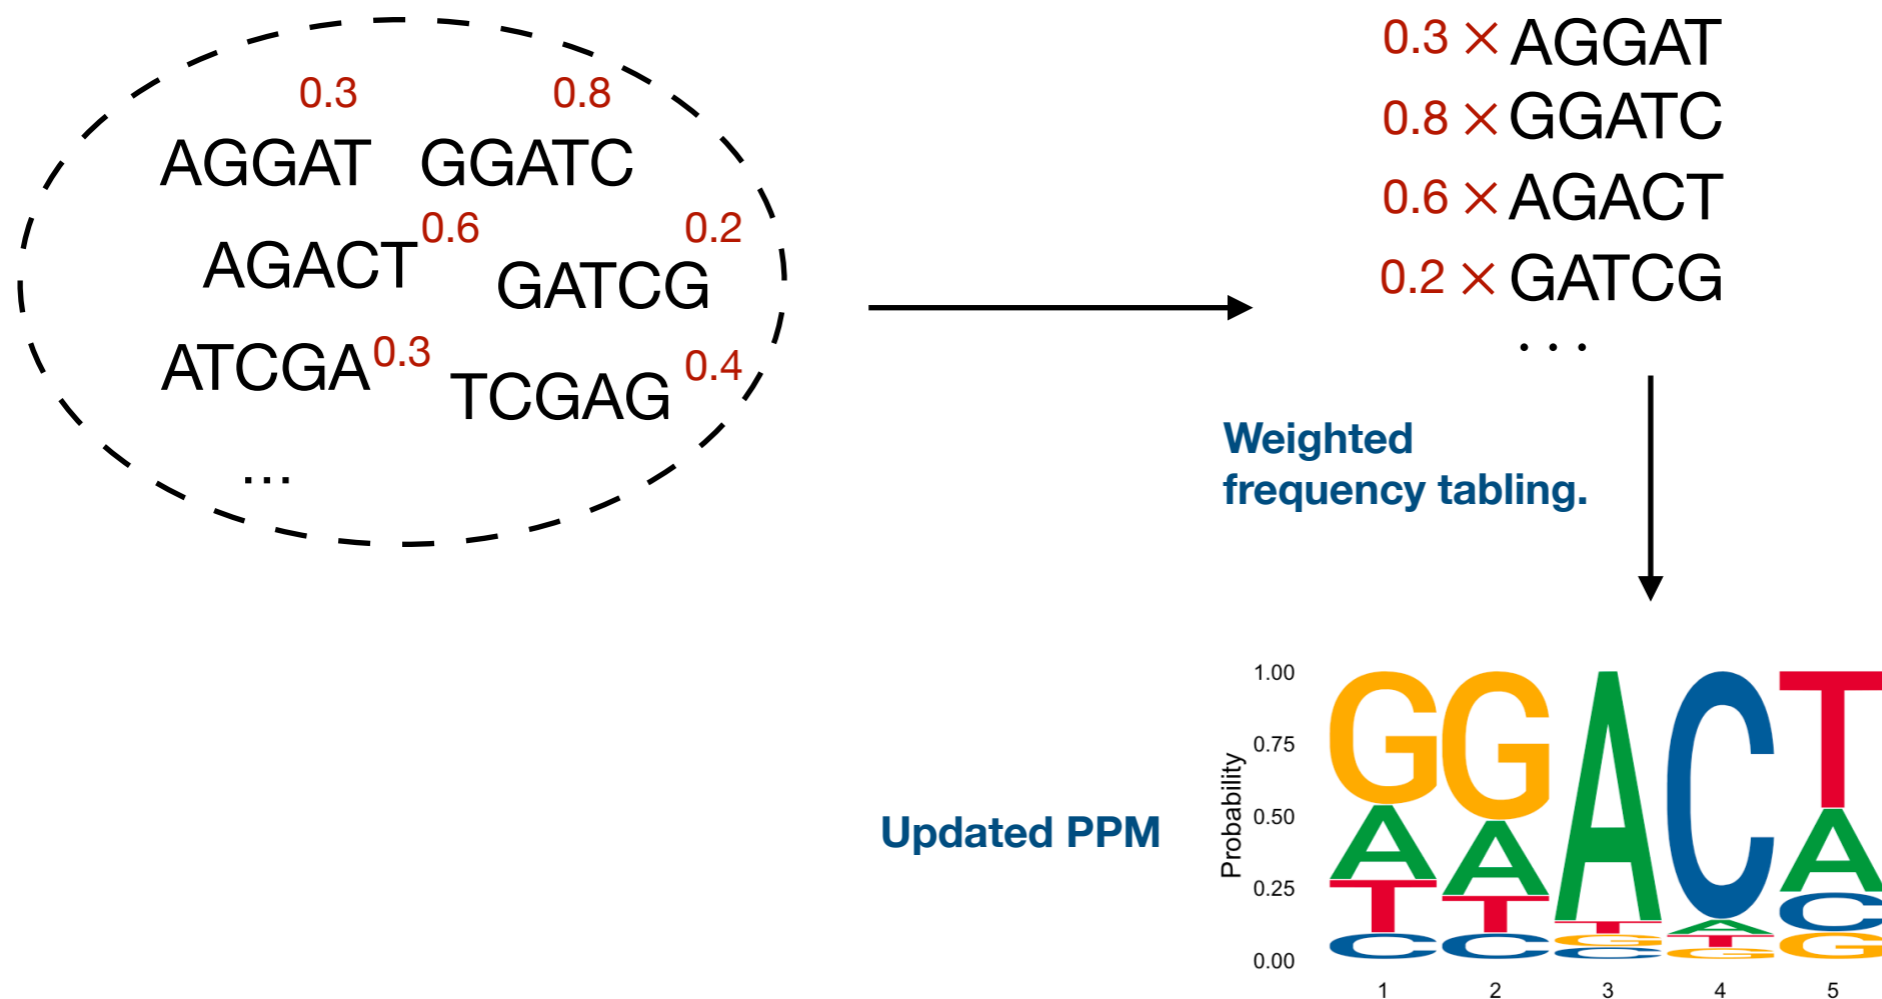 0.3 0.8
AGGAT GGATC
0.6 0.2
AGACT GATCG
0.3 0.4
ATCGA TCGAG
...
0.3 × AGGAT
0.8 × GGATC
0.6 × AGACT
0.2 × GATCG
...
Weighted
frequency tabling.
Updated PPM
Probability
1.00
0.75
0.50
0.25
0.00
G G A C T
A A T A A
T T G T C
C C C G G
1 2 3 4 5